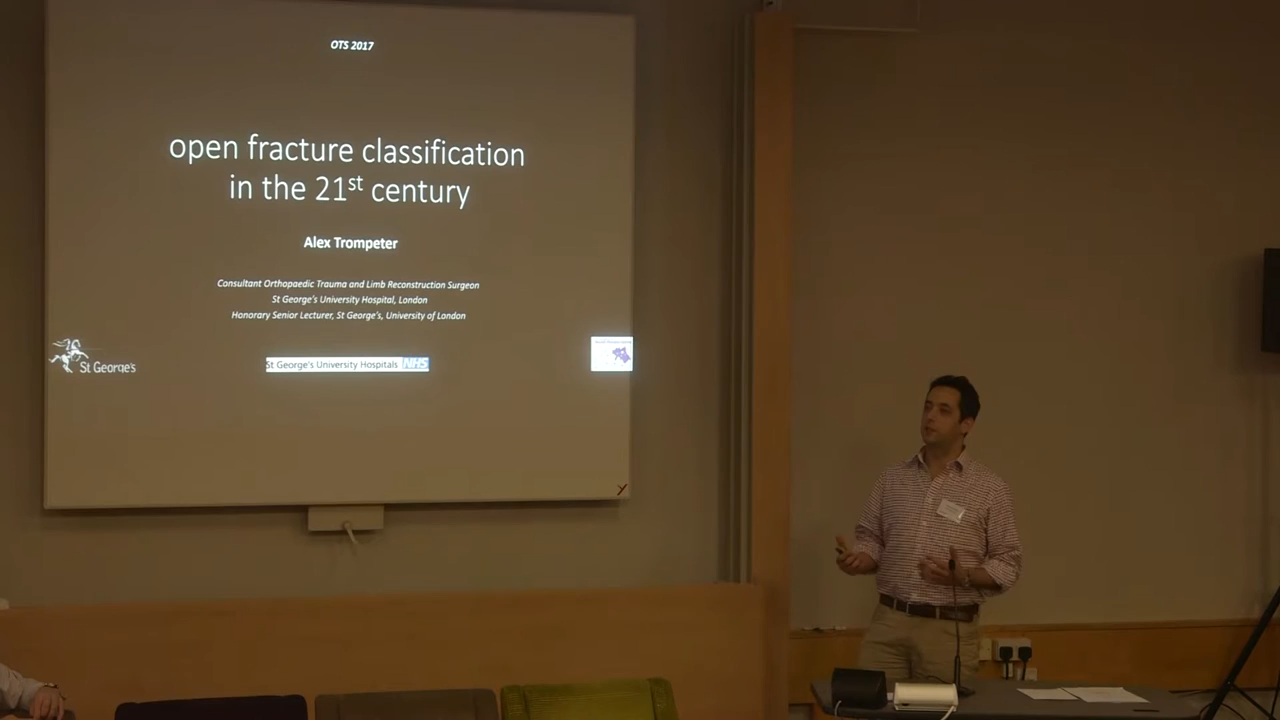 OTS 2017
open fracture classification
in the 21st century
Alex Trompeter
Consultant Orthopaedic Trauma and Limb Reconstruction Surgeon
St George's University Hospital, London
Honorary Senior Lecturer, St George's, University of London
St George's
St George's University Hospitals NHS